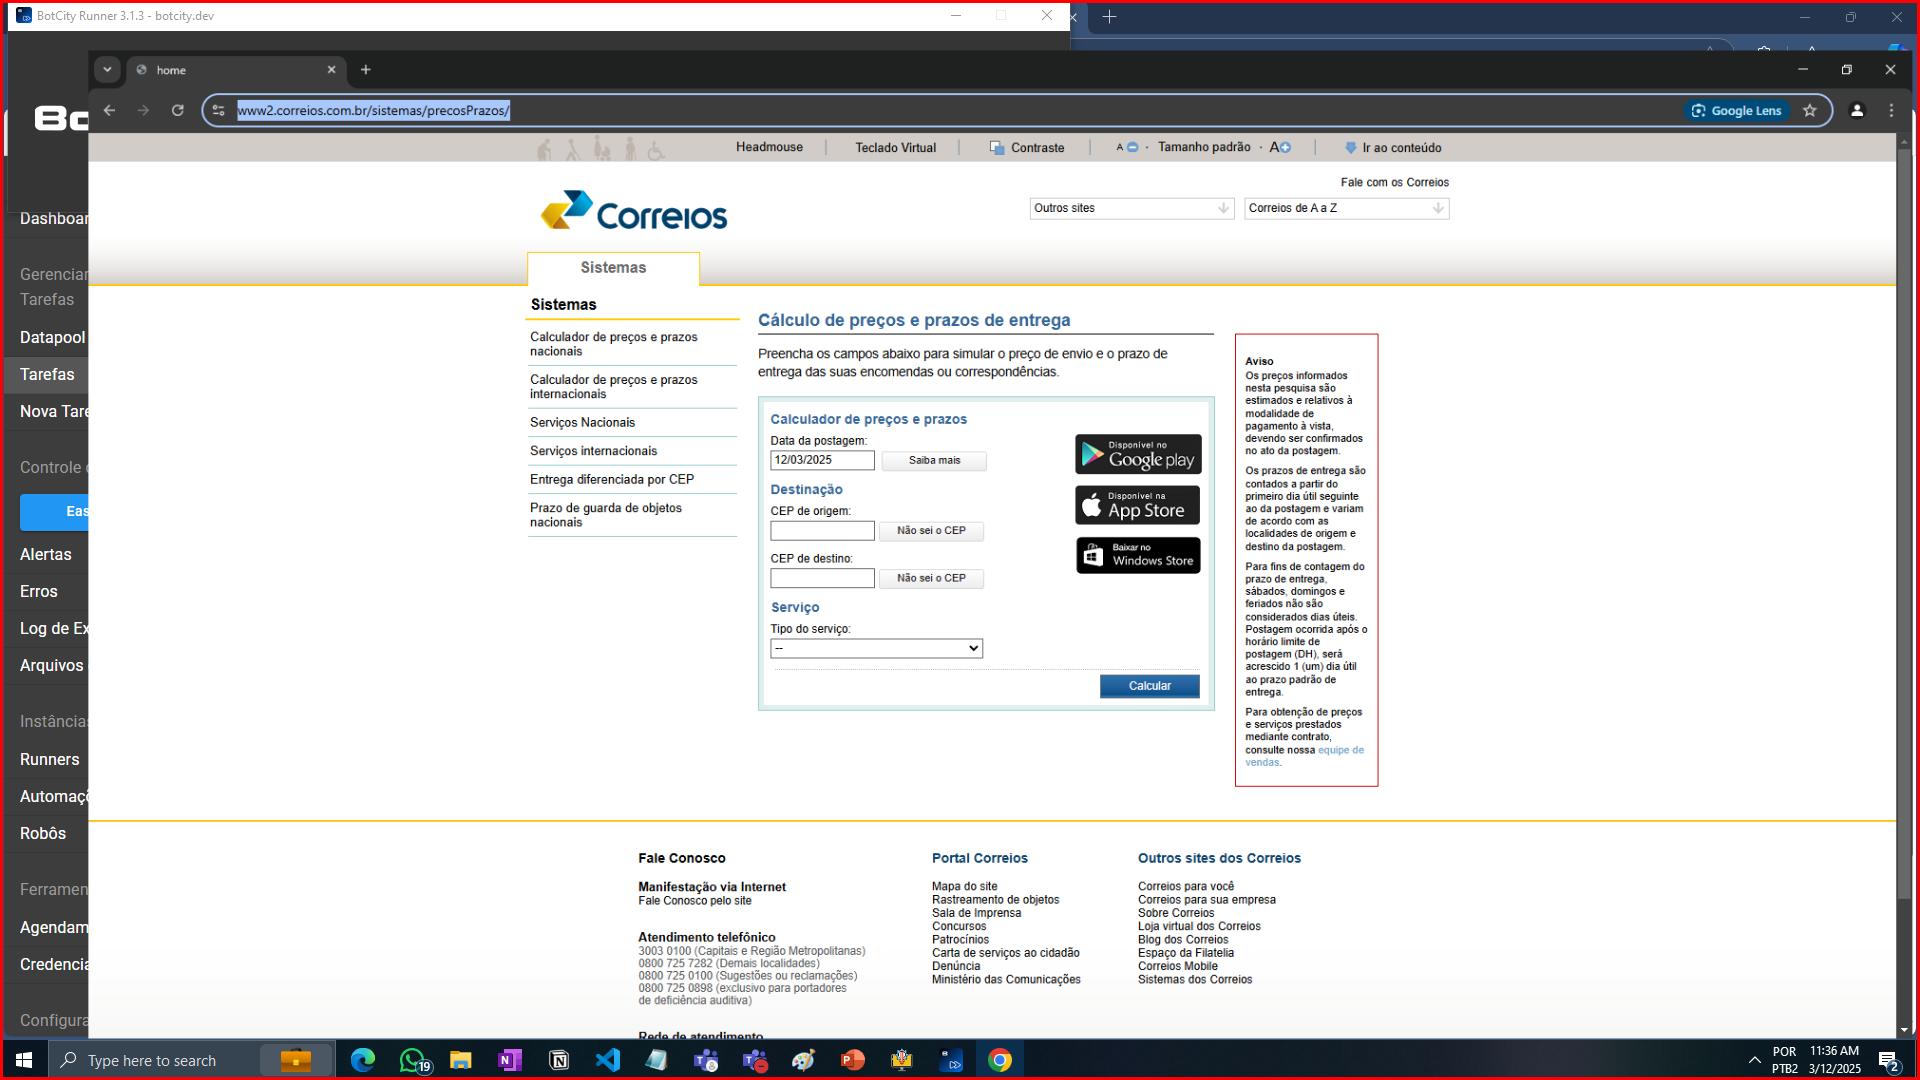 BotCity Runner 3.1.3 - botcity.dev
home
www2.correios.com.br/sistemas/precosPrazos/
Google Lens
Headmouse
Teclado Virtual
Contraste
A
Tamanho padrão
A
Ir ao conteúdo
Fale com os Correios
Correios
Outros sites
Correios de A a Z
Sistemas
Sistemas
Calculador de preços e prazos
nacionais
Calculador de preços e prazos
internacionais
Serviços Nacionais
Serviços internacionais
Entrega diferenciada por CEP
Prazo de guarda de objetos
nacionais
Cálculo de preços e prazos de entrega
Preencha os campos abaixo para simular o preço de envio e o prazo de
entrega das suas encomendas ou correspondências.
Calculador de preços e prazos
Data da postagem:
12/03/2025
Saiba mais
Destinação
CEP de origem:
Não sei o CEP
CEP de destino:
Não sei o CEP
Serviço
Tipo do serviço:
--
Calcular
Disponível no
Google play
Disponível na
App Store
Baixar no
Windows Store
Aviso
Os preços informados
nesta pesquisa são
estimados e relativos à
modalidade de
pagamento à vista,
devendo ser confirmados
no ato da postagem.
Os prazos de entrega são
contados a partir do
primeiro dia útil seguinte
ao da postagem e variam
de acordo com as
localidades de origem e
destino da postagem.
Para fins de contagem do
prazo de entrega,
sábados, domingos e
feriados não são
considerados dias úteis.
Postagem ocorrida após o
horário limite de
postagem (DH), será
acrescido 1 (um) dia útil
ao prazo padrão de
entrega.
Para obtenção de preços
e serviços prestados
mediante contrato,
consulte nossa equipe de
vendas.
Fale Conosco
Manifestação via Internet
Fale Conosco pelo site
Atendimento telefônico
3003 0100 (Capitais e Região Metropolitanas)
0800 725 7282 (Demais localidades)
0800 725 0100 (Sugestões ou reclamações)
0800 725 0898 (exclusivo para portadores
de deficiência auditiva)
Rede de atendimento
Portal Correios
Mapa do site
Rastreamento de objetos
Sala de Imprensa
Concursos
Patrocínios
Carta de serviços ao cidadão
Denúncia
Ministério das Comunicações
Outros sites dos Correios
Correios para você
Correios para sua empresa
Sobre Correios
Loja virtual dos Correios
Blog dos Correios
Espaço da Filatelia
Correios Mobile
Sistemas dos Correios
Bo
Dashboar
Gerenciar
Tarefas
Datapool
Tarefas
Nova Tare
Controle
Eas
Alertas
Erros
Log de Ex
Arquivos
Instâncias
Runners
Automaçõ
Robôs
Ferramen
Agendam
Credencia
Configura
Type here to search
19
POR
PTB2
11:36 AM
3/12/2025
2